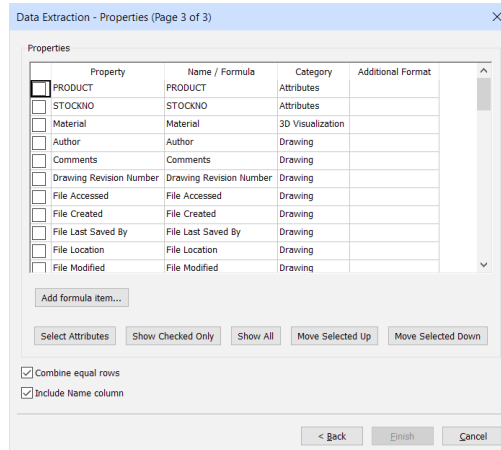 Data Extraction - Properties (Page 3 of 3)
Properties
Property Name / Formula Category Additional Format
PRODUCT PRODUCT Attributes
STOCKNO STOCKNO Attributes
Material Material 3D Visualization
Author Author Drawing
Comments Comments Drawing
Drawing Revision Number Drawing Revision Number Drawing
File Accessed File Accessed Drawing
File Created File Created Drawing
File Last Saved By File Last Saved By Drawing
File Location File Location Drawing
File Modified File Modified Drawing
Add formula item...
Select Attributes Show Checked Only Show All Move Selected Up Move Selected Down
Combine equal rows
Include Name column
< Back Finish Cancel